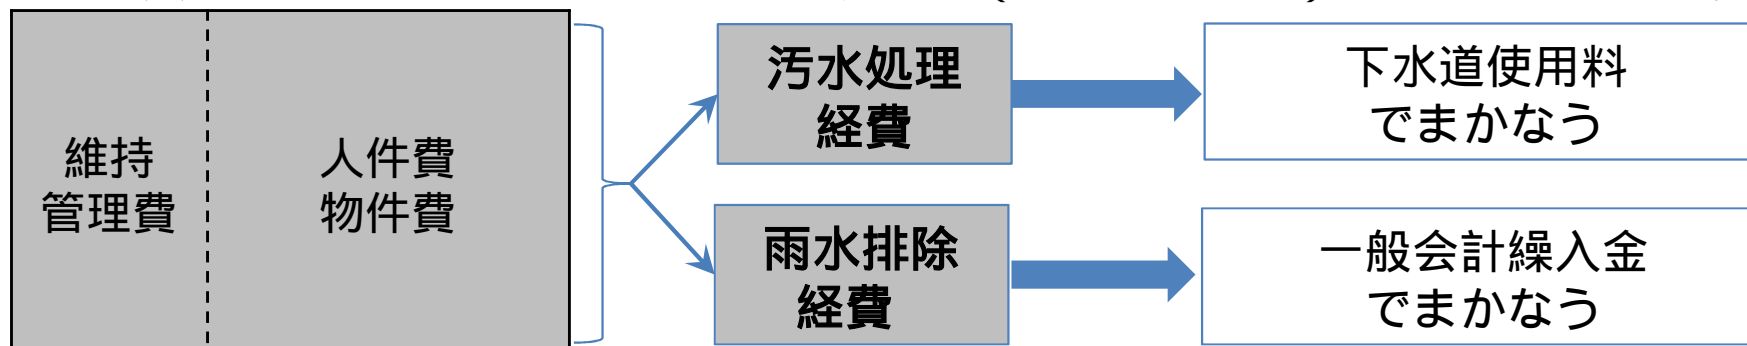 維持
管理費
人件費
物件費
汚水処理
経費
下水道使用料
でまかなう
雨水排除
経費
一般会計繰入金
でまかなう